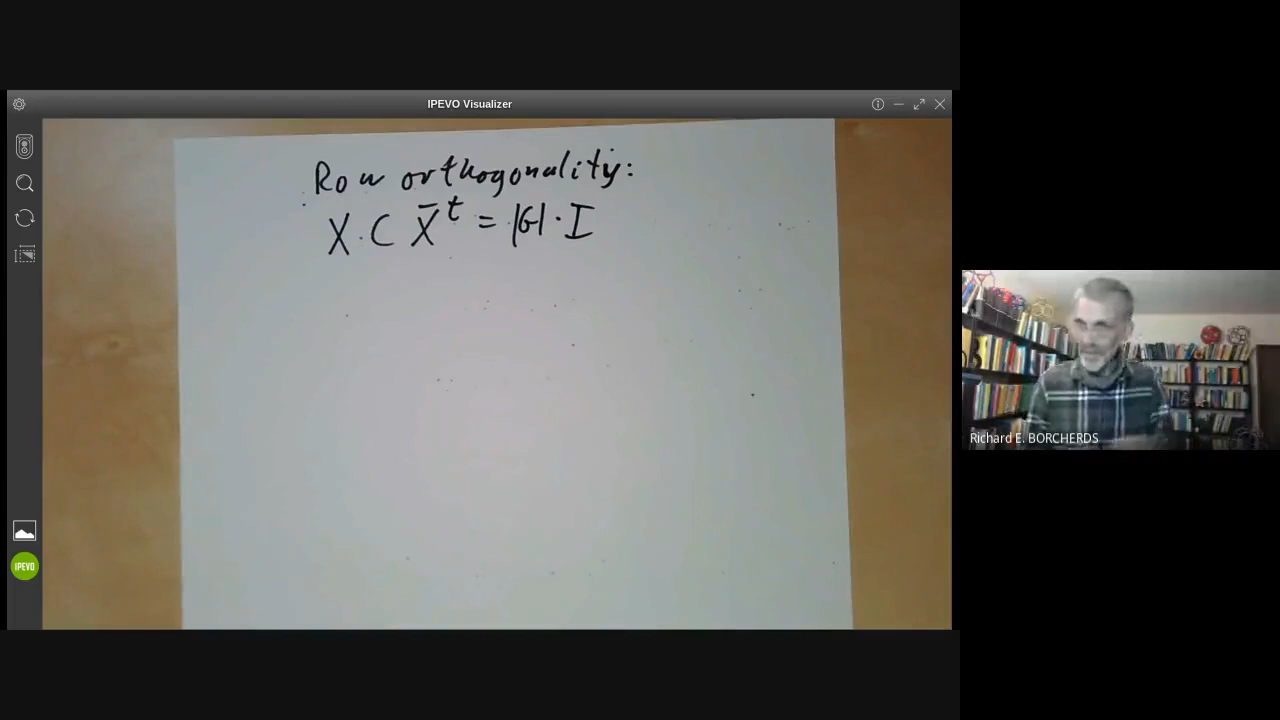 IPEVO Visualizer
Row orthogonality:
X · C X̄ᵗ = |G| · I
Richard E. BORCHERDS
IPEVO